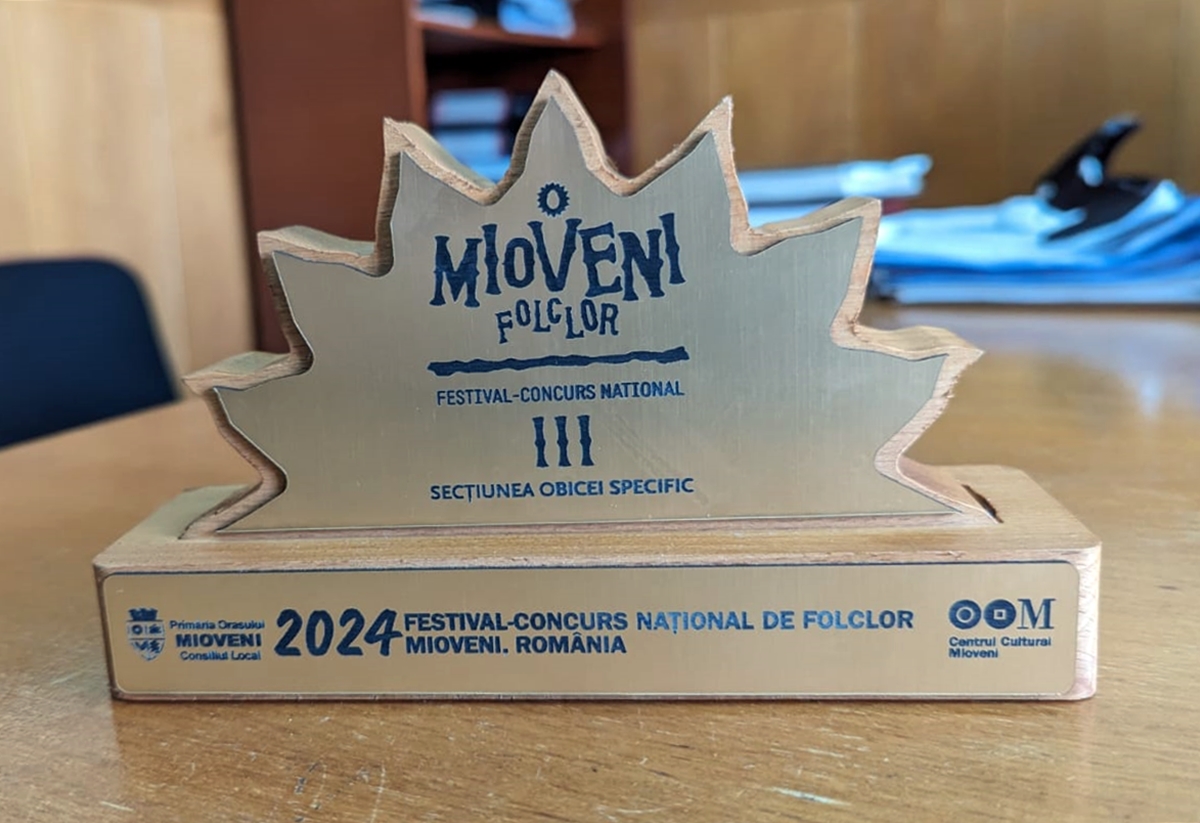 MIOVENI
FOLCLOR
FESTIVAL-CONCURS NATIONAL
III
SECȚIUNEA OBICEI SPECIFIC
Primaria Orasului
MIOVENI
Consiliul Local
2024
FESTIVAL-CONCURS NAȚIONAL DE FOLCLOR
MIOVENI. ROMÂNIA
M
Centrul Cultural
Mioveni